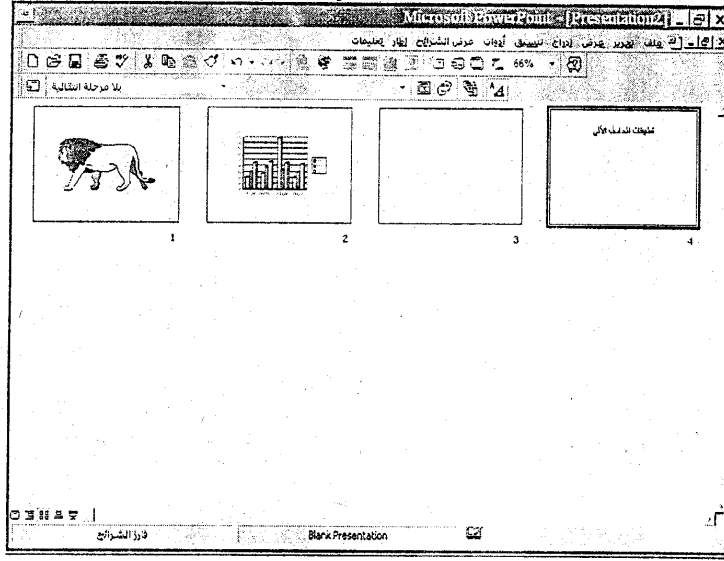 Microsoft PowerPoint - [Presentation2]
ملف تحرير عرض إدراج تنسيق أدوات عرض الشرائح إطار تعليمات
66%
بلا مرحلة انتقالية
1
2
3
4
فارز الشرائح
Blank Presentation